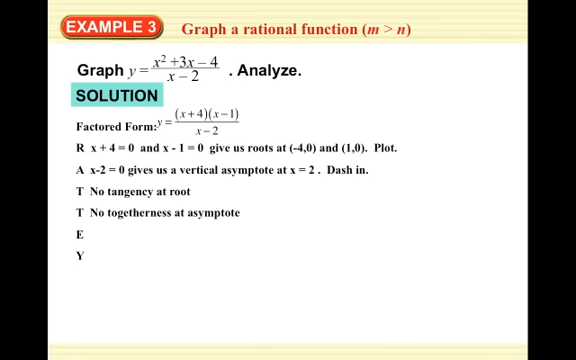 EXAMPLE 3 Graph a rational function (m > n)
Graph y = x² +3x – 4 / x – 2 . Analyze.
SOLUTION
Factored Form: y = (x+4)(x–1) / x–2
R x + 4 = 0 and x - 1 = 0 give us roots at (-4,0) and (1,0). Plot.
A x-2 = 0 gives us a vertical asymptote at x = 2 . Dash in.
T No tangency at root
T No togetherness at asymptote
E
Y